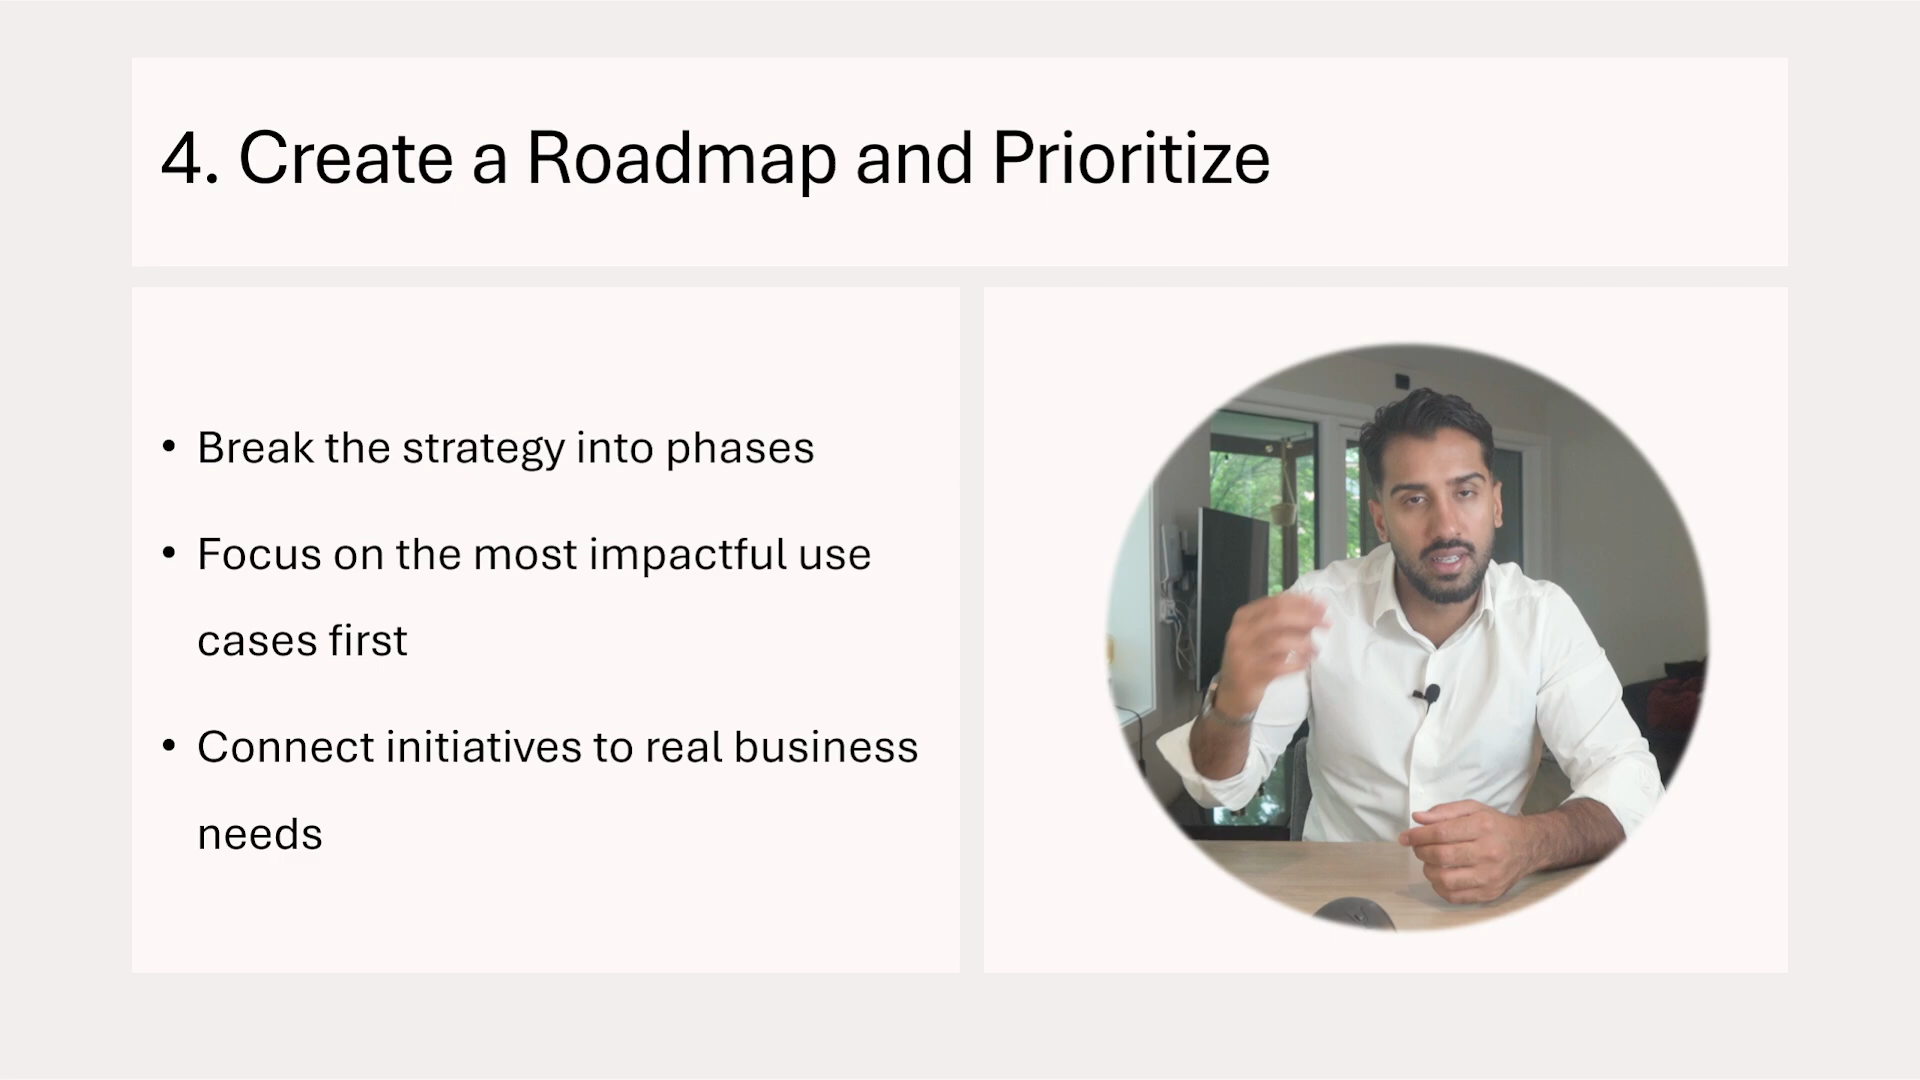 4. Create a Roadmap and Prioritize
• Break the strategy into phases
• Focus on the most impactful use
cases first
• Connect initiatives to real business
needs